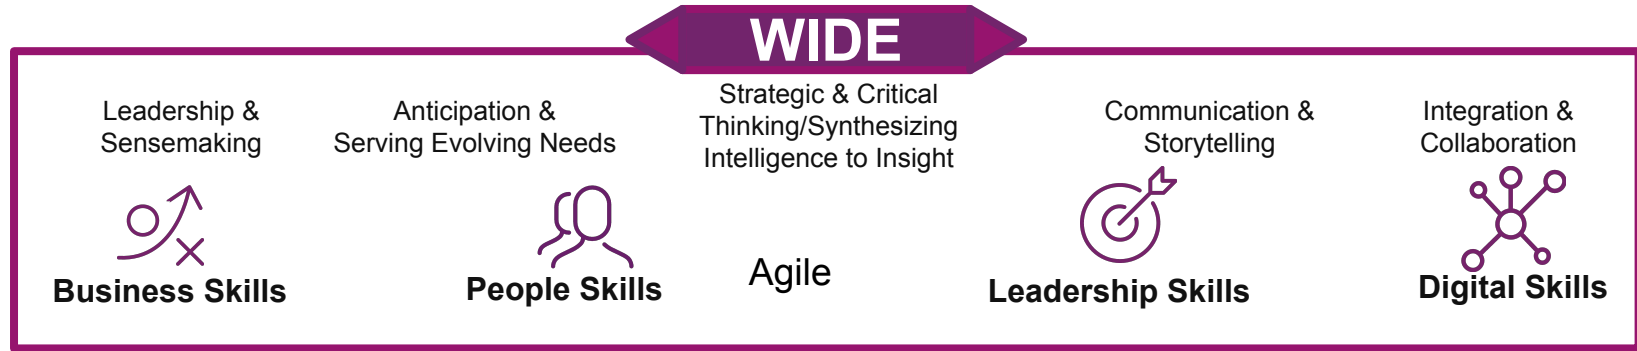 WIDE
Leadership &
Sensemaking
Anticipation &
Serving Evolving Needs
Strategic & Critical
Thinking/Synthesizing
Intelligence to Insight
Communication &
Storytelling
Integration &
Collaboration
Business Skills
People Skills
Agile
Leadership Skills
Digital Skills